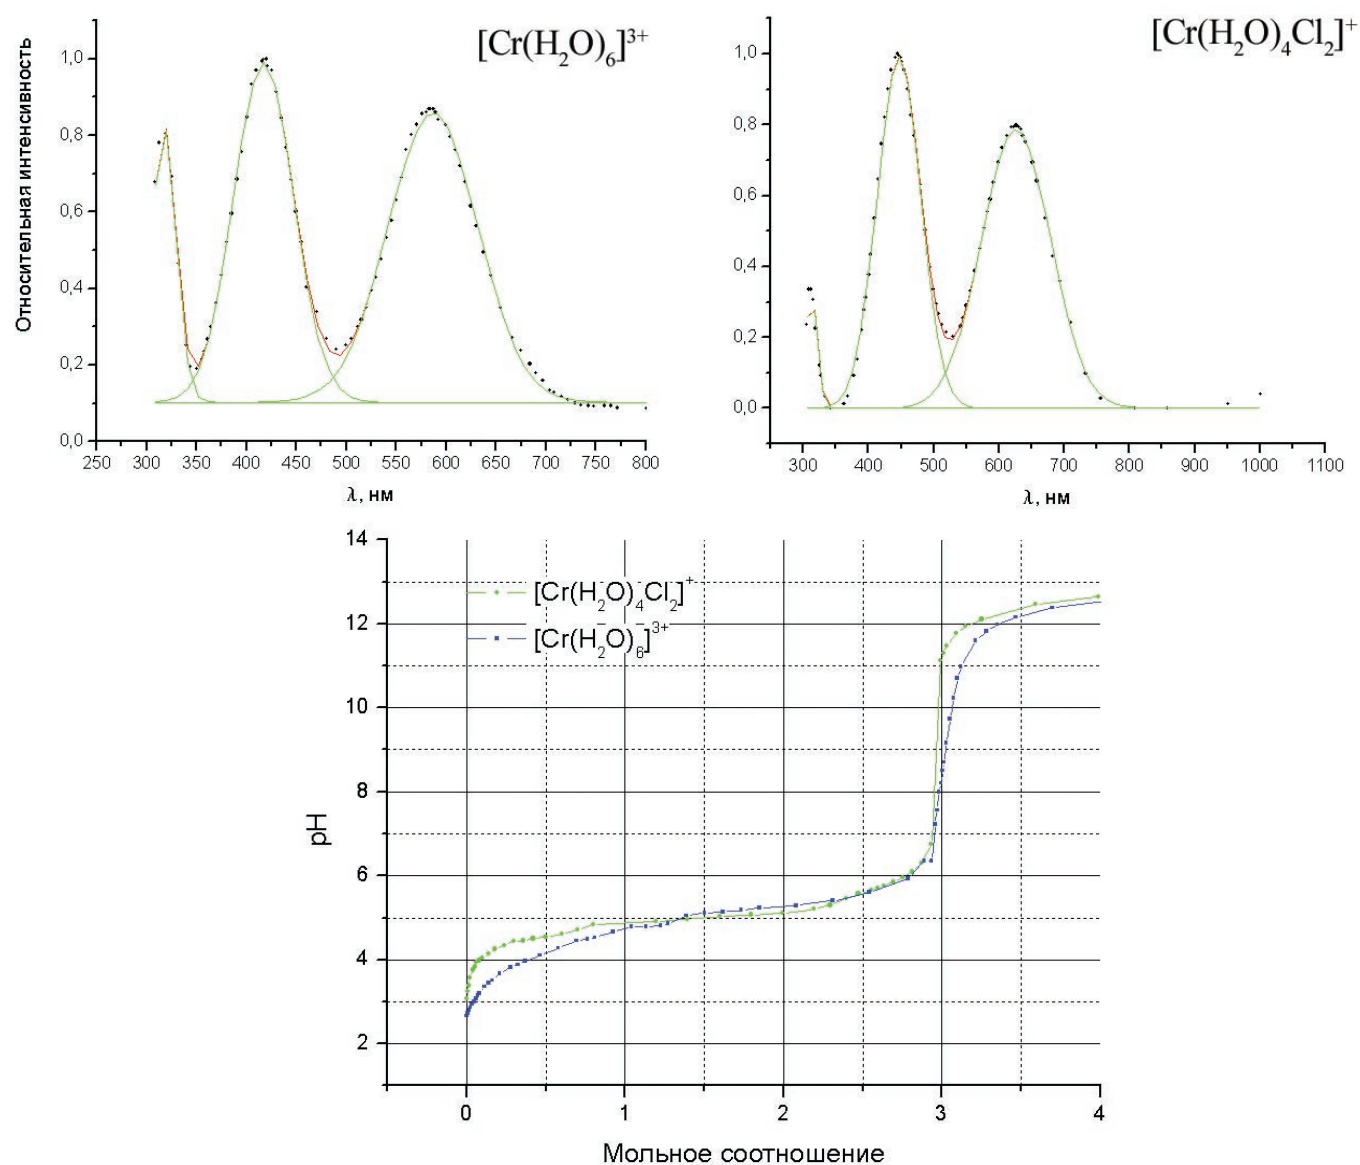 [Cr(H₂O)₆]³⁺
Относительная интенсивность
1,0
0,8
0,6
0,4
0,2
0,0
250 300 350 400 450 500 550 600 650 700 750 800
λ, нм
[Cr(H₂O)₄Cl₂]⁺
1,0
0,8
0,6
0,4
0,2
0,0
300 400 500 600 700 800 900 1000 1100
λ, нм
14
12
10
8
6
4
2
pH
[Cr(H₂O)₄Cl₂]⁺
[Cr(H₂O)₆]³⁺
0 1 2 3 4
Мольное соотношение